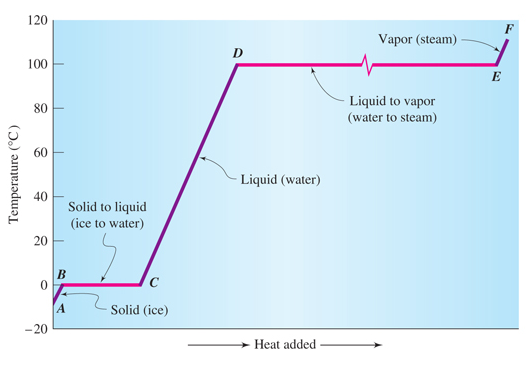 120
100
80
60
40
20
0
–20
Temperature (°C)
F
Vapor (steam)
D
E
Liquid to vapor
(water to steam)
Liquid (water)
Solid to liquid
(ice to water)
B
C
A
Solid (ice)
Heat added